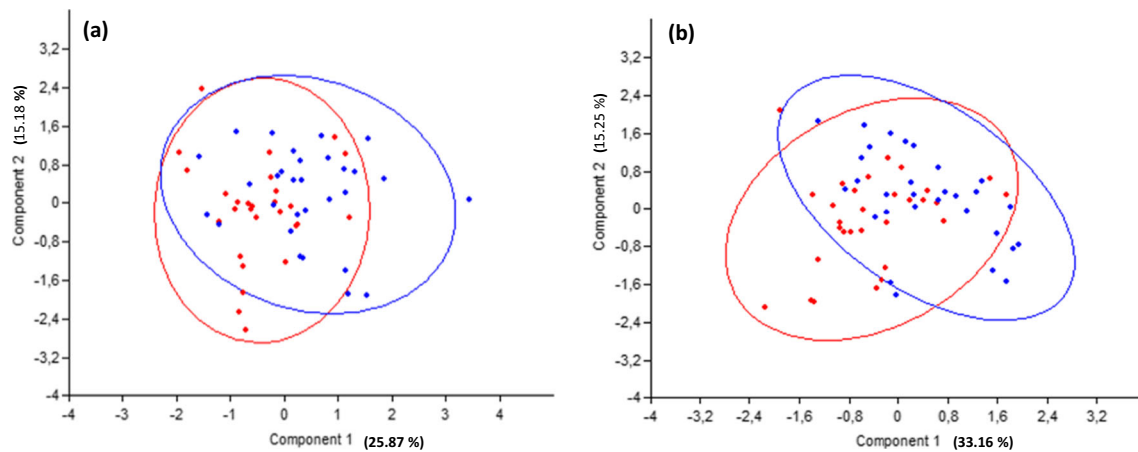 (a)
3,2
2,4
1,6
0,8
0
-0,8
-1,6
-2,4
-3,2
-4
Component 2 (15.18 %)
-4 -3 -2 -1 0 1 2 3 4
Component 1 (25.87 %)
(b)
3,2
2,4
1,6
0,8
0
-0,8
-1,6
-2,4
-3,2
-4
Component 2 (15.25 %)
-4 -3,2 -2,4 -1,6 -0,8 0 0,8 1,6 2,4 3,2
Component 1 (33.16 %)